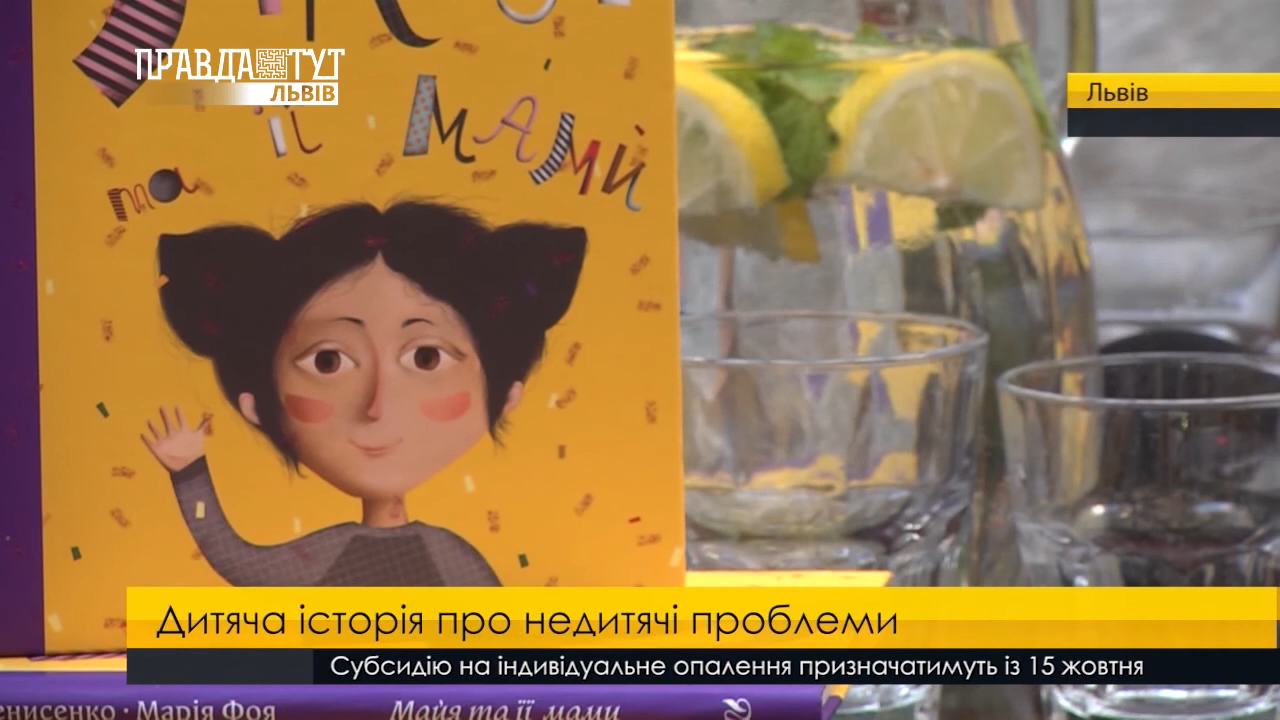 ПРАВДА ТУТ
ЛЬВІВ
Львів
та її мами
Дитяча історія про недитячі проблеми
Субсидію на індивідуальне опалення призначатимуть із 15 жовтня
Марія Фоя
Майя та її мами